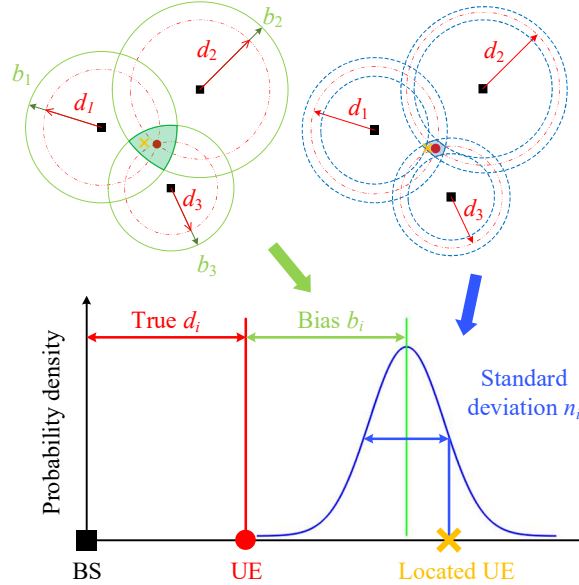 b₂
b₁
d₁
d₂
d₃
b₃
d₂
d₁
d₃
True dᵢ
Bias bᵢ
Probability density
Standard
deviation nᵢ
BS
UE
Located UE